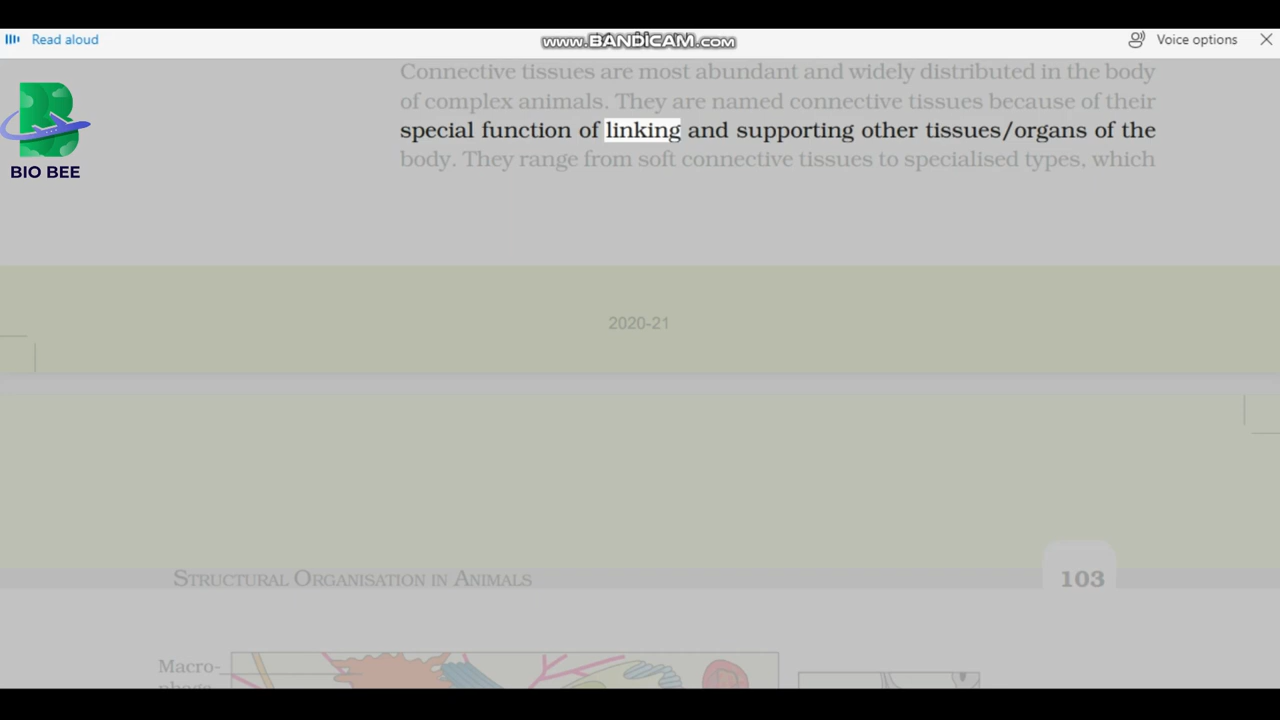 Read aloud
www.BANDICAM.com
Voice options
BIO BEE
Connective tissues are most abundant and widely distributed in the body
of complex animals. They are named connective tissues because of their
special function of linking and supporting other tissues/organs of the
body. They range from soft connective tissues to specialised types, which
2020-21
STRUCTURAL ORGANISATION IN ANIMALS
103
Macro-
phage